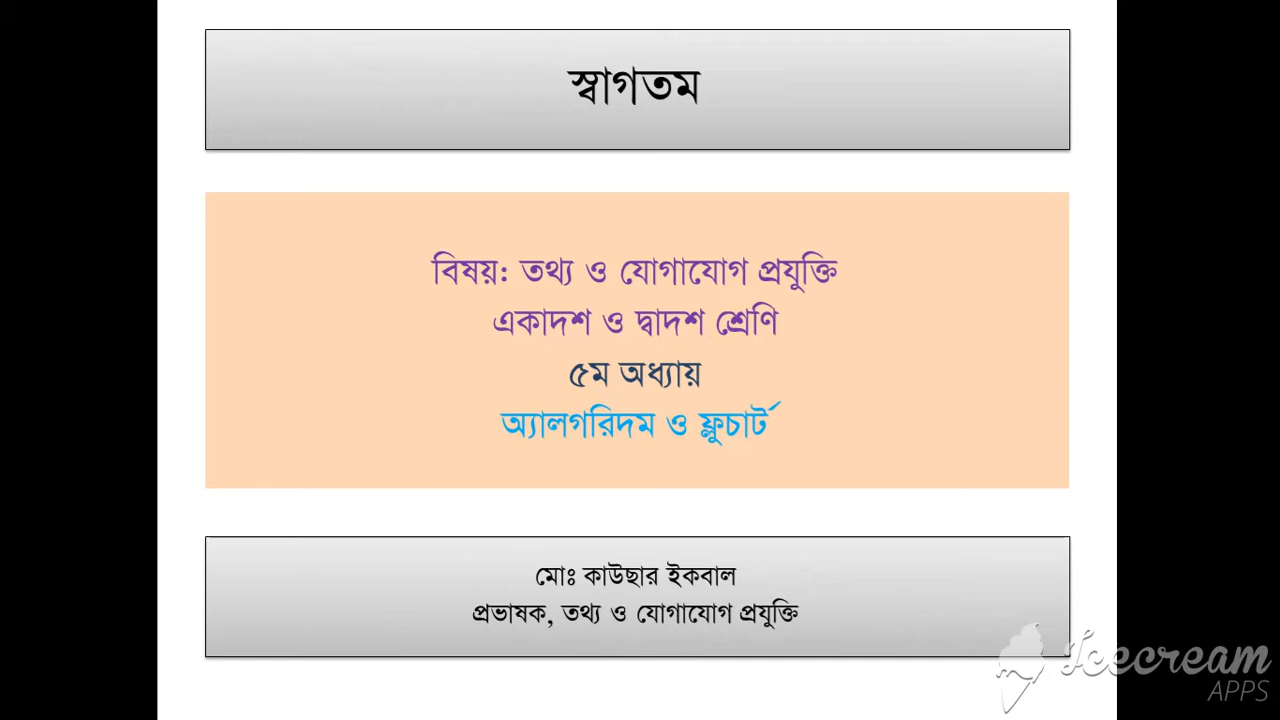 স্বাগতম
বিষয়: তথ্য ও যোগাযোগ প্রযুক্তি
একাদশ ও দ্বাদশ শ্রেণি
৫ম অধ্যায়
অ্যালগরিদম ও ফ্লুচার্ট
মোঃ কাউছার ইকবাল
প্রভাষক, তথ্য ও যোগাযোগ প্রযুক্তি
Icecream
APPS